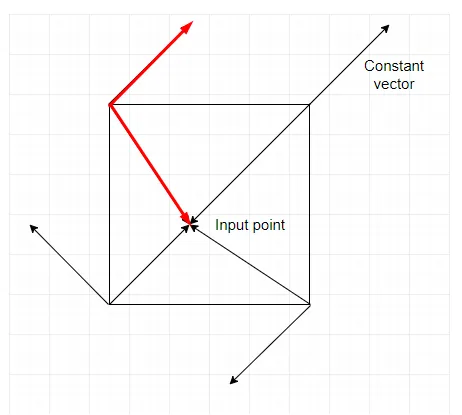 Constant
vector
Input point